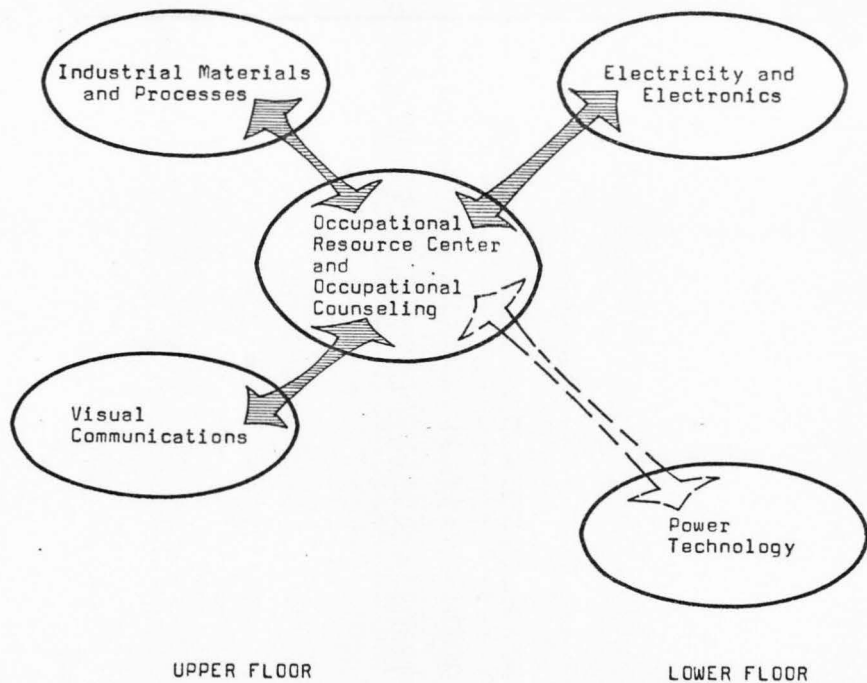 Industrial Materials
and Processes
Electricity and
Electronics
Occupational
Resource Center
and
Occupational
Counseling
Visual
Communications
Power
Technology
UPPER FLOOR
LOWER FLOOR